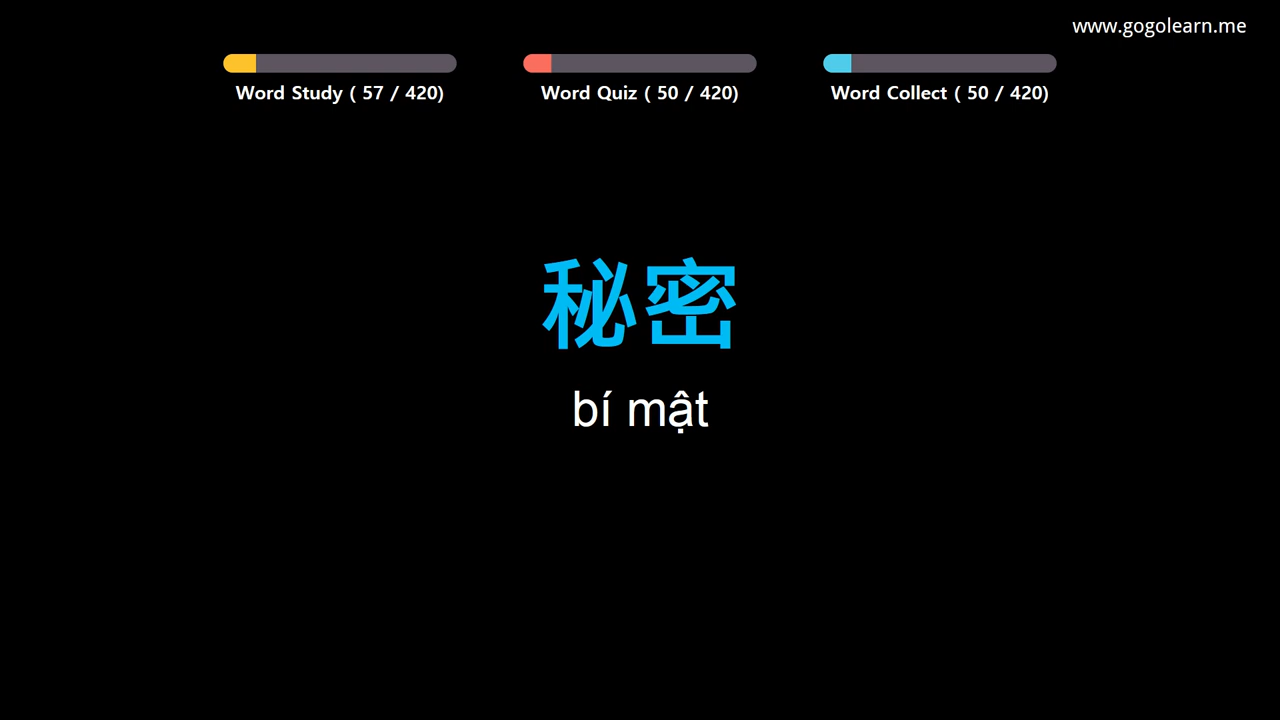 www.gogolearn.me
Word Study ( 57 / 420)
Word Quiz ( 50 / 420)
Word Collect ( 50 / 420)
秘密
bí mật